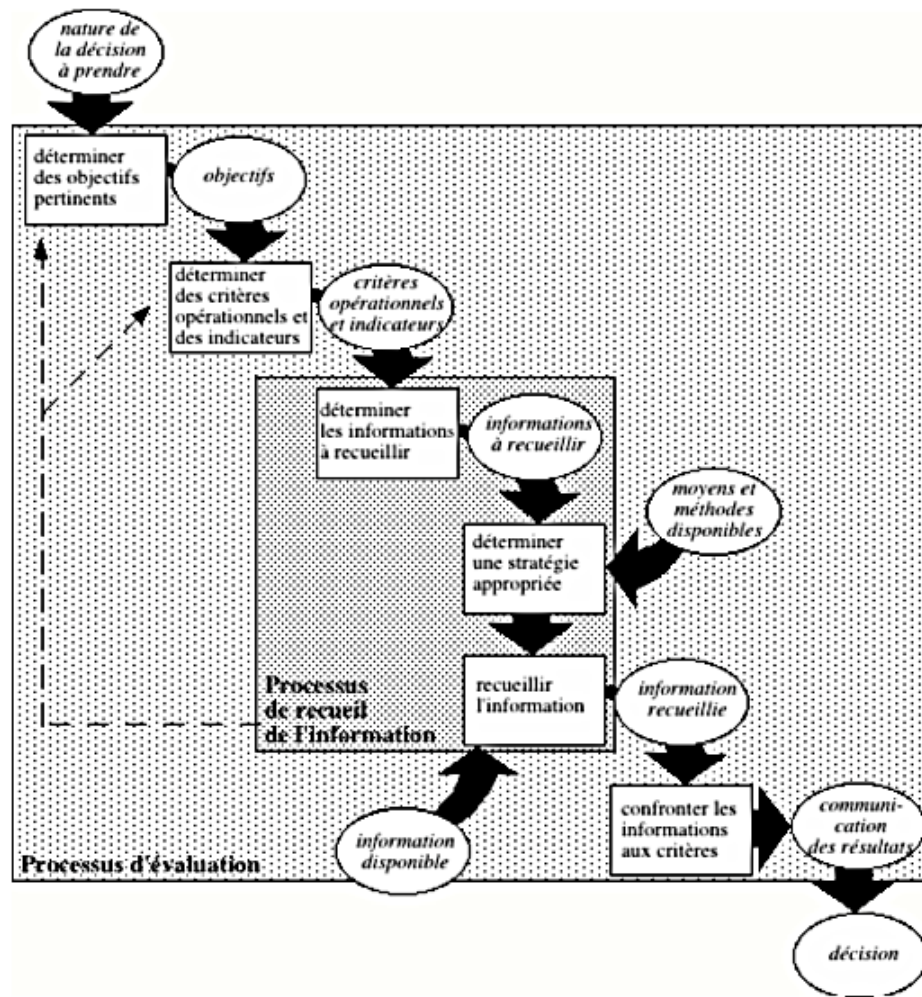 nature de
la décision
à prendre
déterminer
des objectifs
pertinents
objectifs
déterminer
des critères
opérationnels et
des indicateurs
critères
opérationnels
et indicateurs
déterminer
les informations
à recueillir
informations
à recueillir
moyens et
méthodes
disponibles
déterminer
une stratégie
appropriée
recueillir
l'information
Processus
de recueil
de l'information
information
recueillie
information
disponible
confronter les
informations
aux critères
communi-
cation
des résultats
Processus d'évaluation
décision